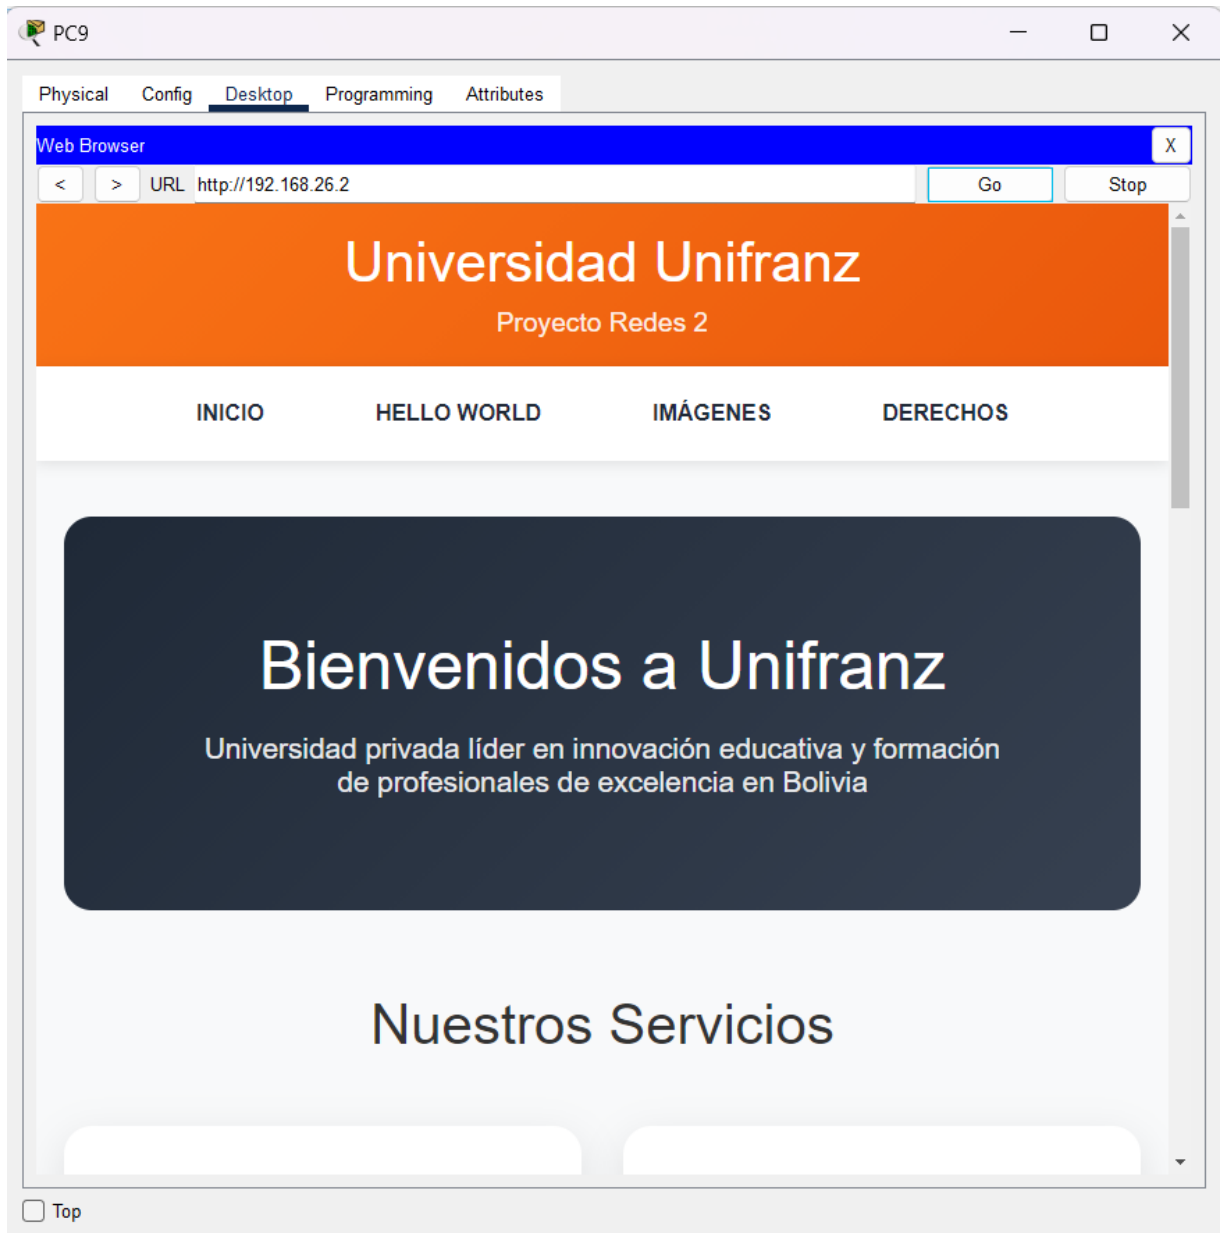 PC9
Physical Config Desktop Programming Attributes
Web Browser X
< > URL http://192.168.26.2 Go Stop
Universidad Unifranz
Proyecto Redes 2
INICIO HELLO WORLD IMÁGENES DERECHOS
Bienvenidos a Unifranz
Universidad privada líder en innovación educativa y formación
de profesionales de excelencia en Bolivia
Nuestros Servicios
Top